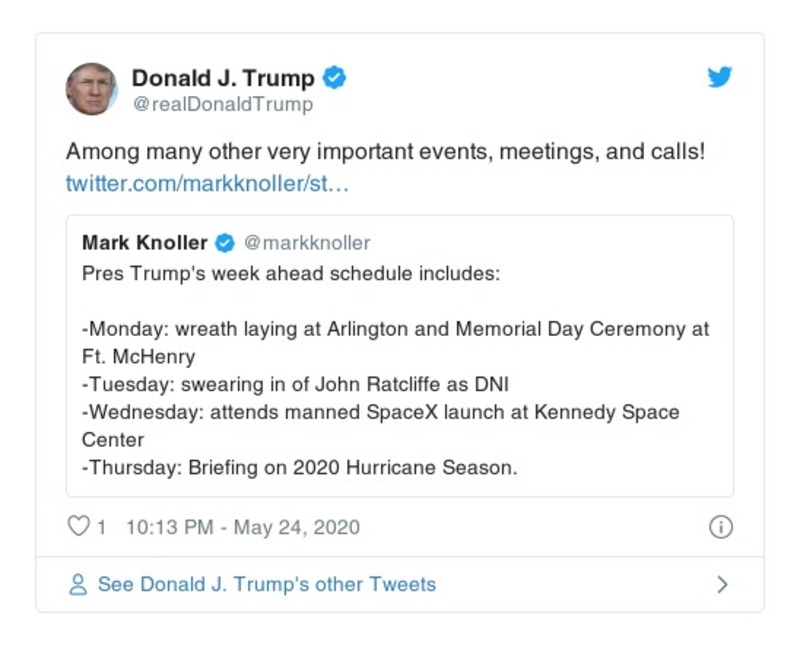 Donald J. Trump
@realDonaldTrump
Among many other very important events, meetings, and calls!
twitter.com/markknoller/st…
Mark Knoller @markknoller
Pres Trump's week ahead schedule includes:
-Monday: wreath laying at Arlington and Memorial Day Ceremony at
Ft. McHenry
-Tuesday: swearing in of John Ratcliffe as DNI
-Wednesday: attends manned SpaceX launch at Kennedy Space
Center
-Thursday: Briefing on 2020 Hurricane Season.
1 10:13 PM - May 24, 2020
See Donald J. Trump's other Tweets